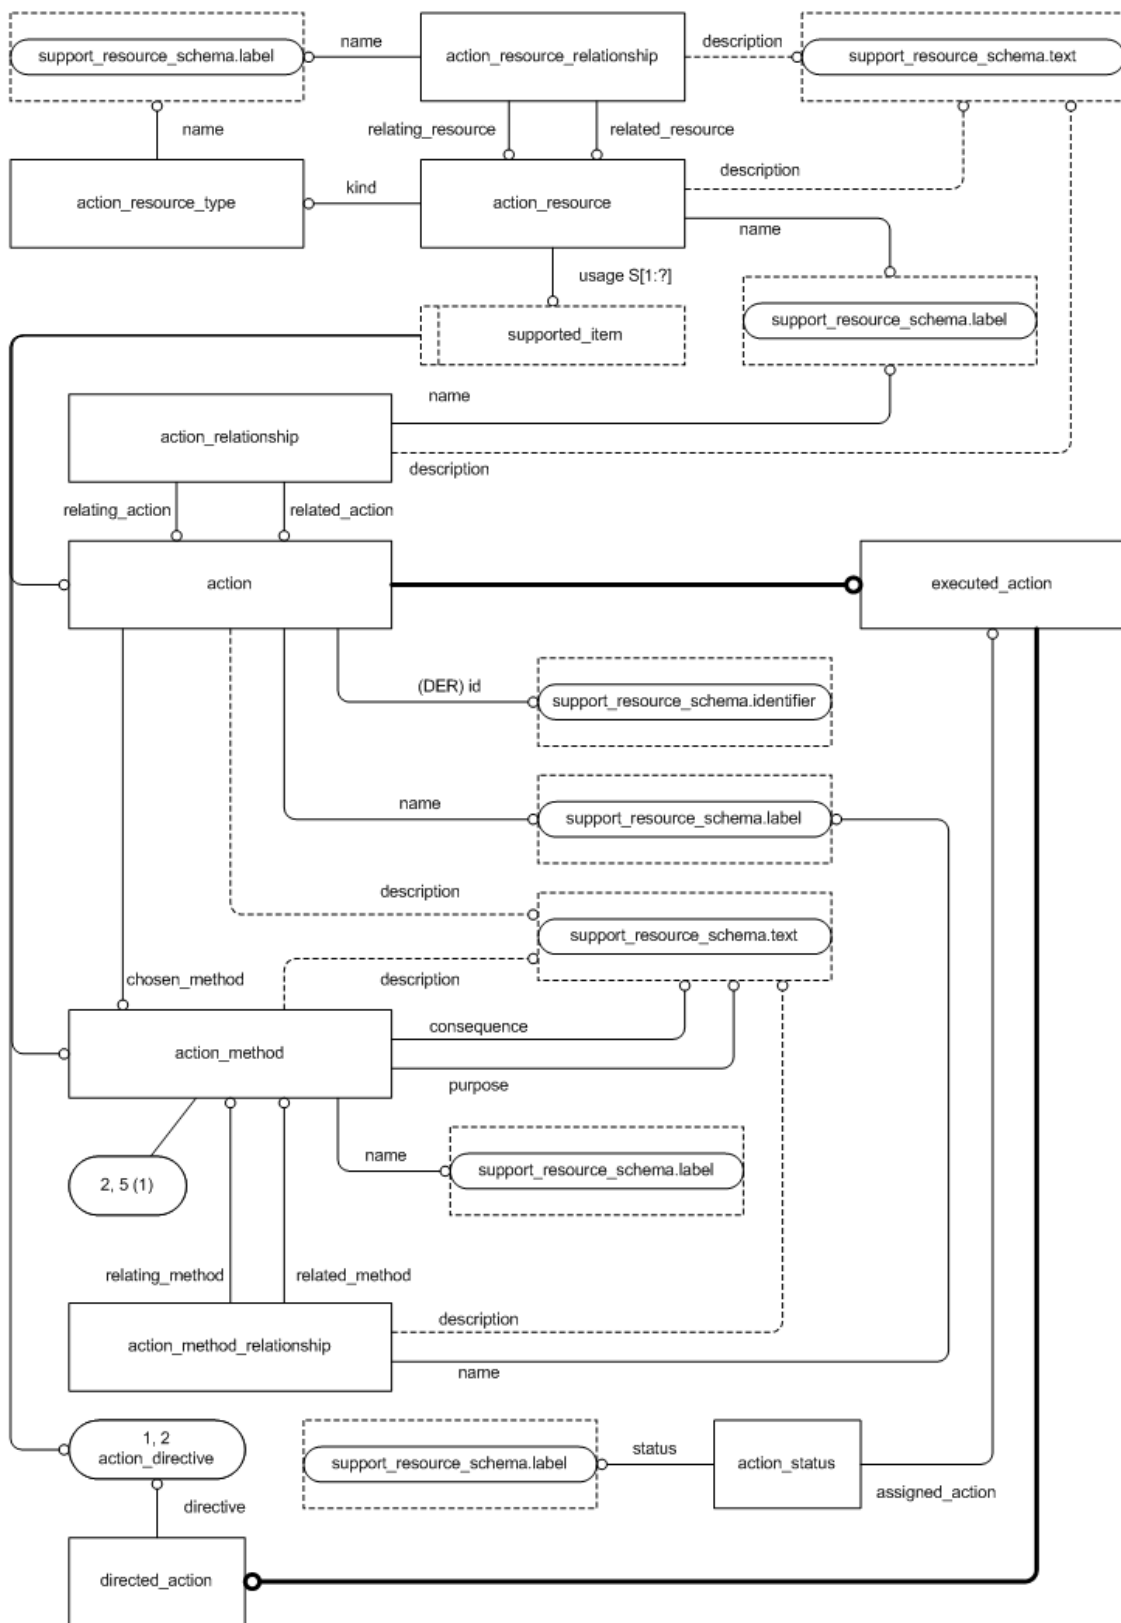 support_resource_schema.label
name
action_resource_relationship
description
support_resource_schema.text
name
relating_resource
related_resource
action_resource_type
kind
action_resource
description
name
usage S[1:?]
supported_item
support_resource_schema.label
name
action_relationship
description
relating_action
related_action
action
executed_action
(DER) id
support_resource_schema.identifier
name
support_resource_schema.label
description
support_resource_schema.text
chosen_method
description
action_method
consequence
purpose
2, 5 (1)
name
support_resource_schema.label
relating_method
related_method
action_method_relationship
description
name
1, 2
action_directive
support_resource_schema.label
status
action_status
assigned_action
directive
directed_action